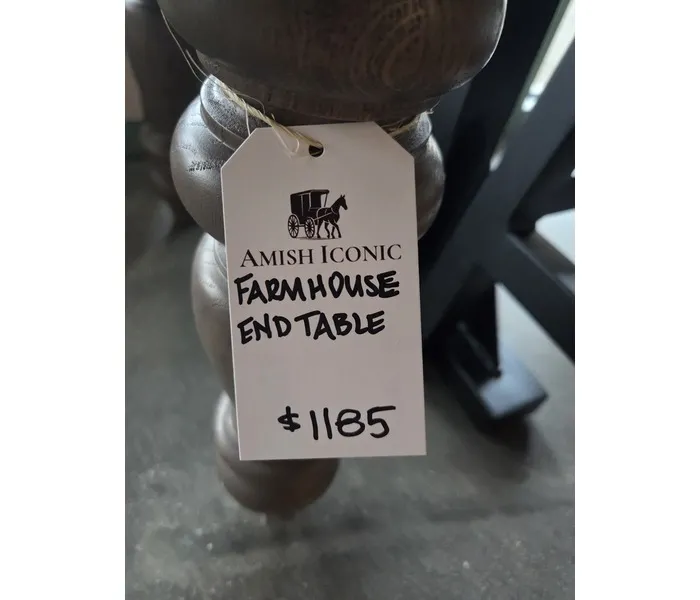 AMISH ICONIC
FARMHOUSE
END TABLE
$1185